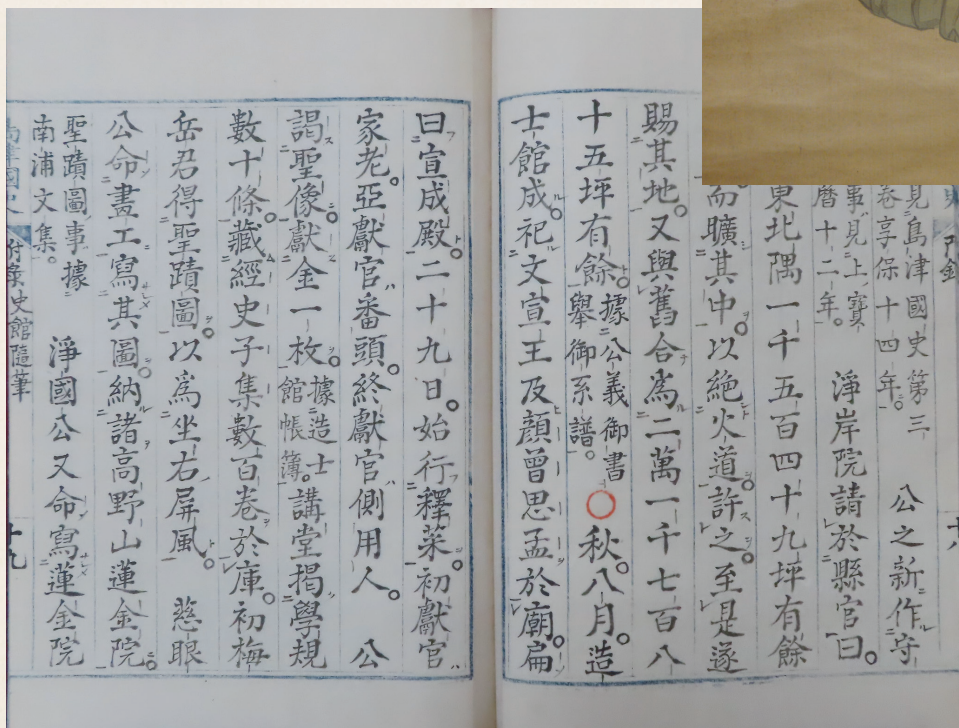 見島津國史第三
卷享保十四年。
公之新作守
事見上寶
曆十二年。
淨岸院請於縣官曰。
東北隅一千五百四十九坪有餘
而曠其中。以絶火道。許之。至是遂
賜其地。又與舊合爲二萬一千七百八
十五坪有餘。
據公義御書
舉御系譜。
〇秋八月。造
士館成。祀文宣王及顏曾思孟於廟。扁
曰宣成殿。二十九日。始行釋菜。初獻官
家老。亞獻官番頭。終獻官側用人。 公
謁聖像。獻金一枚。
據造士
館帳簿。
講堂揭學規
數十條。藏經史子集數百卷於庫。初梅
岳君得聖蹟圖。以爲坐右屏風。 慈眼
公命畫工寫其圖。納諸高野山蓮金院。
聖蹟圖事據
南浦文集。
淨國公又命寫蓮金院
附錄史館隨筆
十九